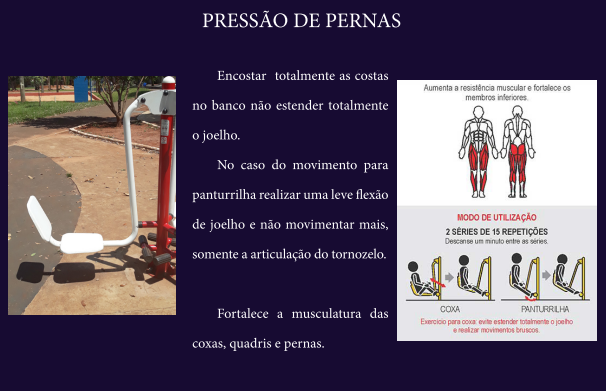 PRESSÃO DE PERNAS
Encostar totalmente as costas
no banco não estender totalmente
o joelho.
No caso do movimento para
panturrilha realizar uma leve flexão
de joelho e não movimentar mais,
somente a articulação do tornozelo.
Fortalece a musculatura das
coxas, quadris e pernas.
Aumenta a resistência muscular e fortalece os
membros inferiores.
MODO DE UTILIZAÇÃO
2 SÉRIES DE 15 REPETIÇÕES
Descanse um minuto entre as séries.
COXA
PANTURRILHA
Exercício para coxa: evite estender totalmente o joelho
e realizar movimentos bruscos.